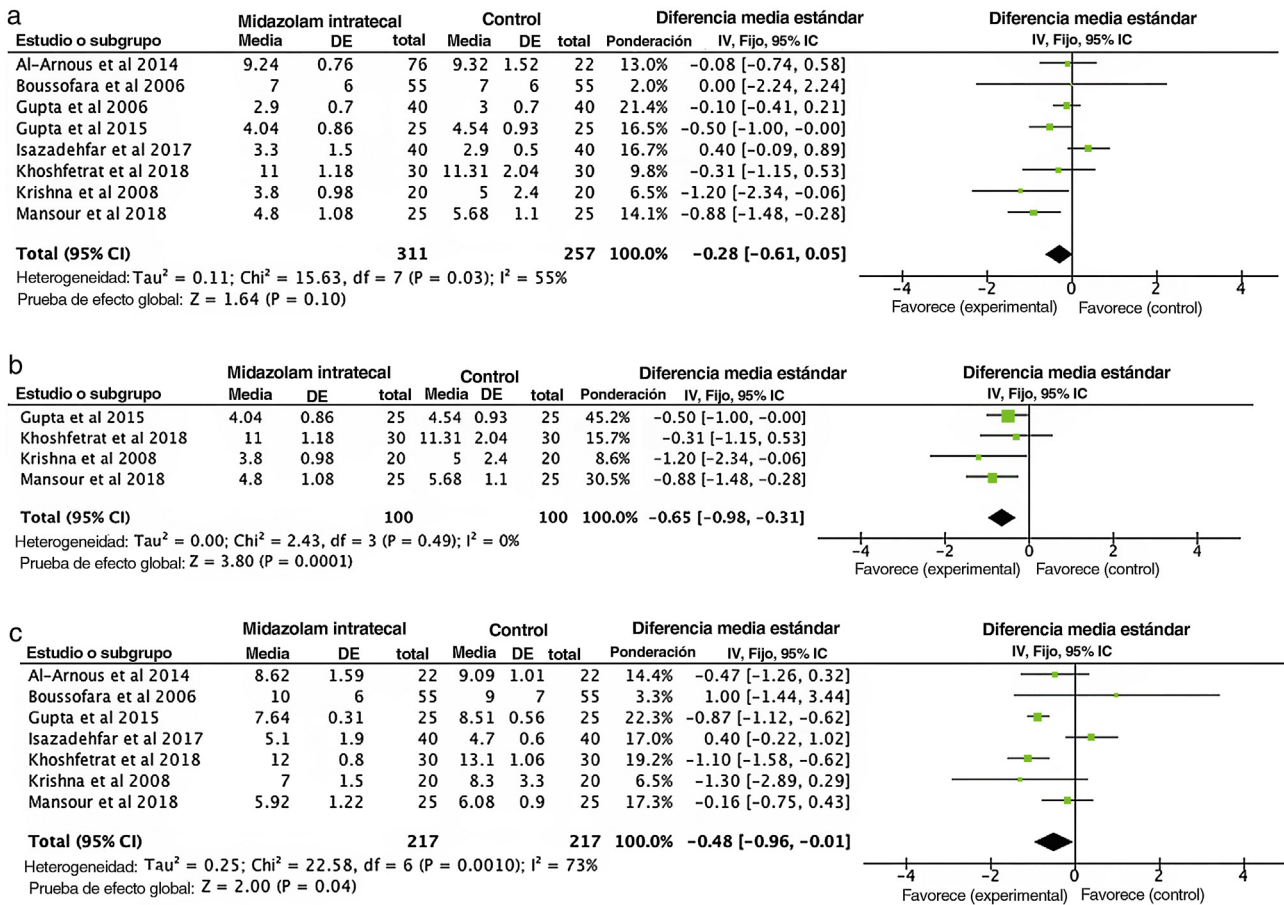 a
Midazolam intratecal Control Diferencia media estándar Diferencia media estándar
Estudio o subgrupo Media DE total Media DE total Ponderación IV, Fijo, 95% IC IV, Fijo, 95% IC
Al-Arnous et al 2014 9.24 0.76 76 9.32 1.52 22 13.0% -0.08 [-0.74, 0.58]
Boussofara et al 2006 7 6 55 7 6 55 2.0% 0.00 [-2.24, 2.24]
Gupta et al 2006 2.9 0.7 40 3 0.7 40 21.4% -0.10 [-0.41, 0.21]
Gupta et al 2015 4.04 0.86 25 4.54 0.93 25 16.5% -0.50 [-1.00, -0.00]
Isazadehfar et al 2017 3.3 1.5 40 2.9 0.5 40 16.7% 0.40 [-0.09, 0.89]
Khoshfetrat et al 2018 11 1.18 30 11.31 2.04 30 9.8% -0.31 [-1.15, 0.53]
Krishna et al 2008 3.8 0.98 20 5 2.4 20 6.5% -1.20 [-2.34, -0.06]
Mansour et al 2018 4.8 1.08 25 5.68 1.1 25 14.1% -0.88 [-1.48, -0.28]
Total (95% CI) 311 257 100.0% -0.28 [-0.61, 0.05]
Heterogeneidad: Tau² = 0.11; Chi² = 15.63, df = 7 (P = 0.03); I² = 55%
Prueba de efecto global: Z = 1.64 (P = 0.10)
-4 -2 0 2 4
Favorece (experimental) Favorece (control)
b
Midazolam intratecal Control Diferencia media estándar Diferencia media estándar
Estudio o subgrupo Media DE total Media DE total Ponderación IV, Fijo, 95% IC IV, Fijo, 95% IC
Gupta et al 2015 4.04 0.86 25 4.54 0.93 25 45.2% -0.50 [-1.00, -0.00]
Khoshfetrat et al 2018 11 1.18 30 11.31 2.04 30 15.7% -0.31 [-1.15, 0.53]
Krishna et al 2008 3.8 0.98 20 5 2.4 20 8.6% -1.20 [-2.34, -0.06]
Mansour et al 2018 4.8 1.08 25 5.68 1.1 25 30.5% -0.88 [-1.48, -0.28]
Total (95% CI) 100 100 100.0% -0.65 [-0.98, -0.31]
Heterogeneidad: Tau² = 0.00; Chi² = 2.43, df = 3 (P = 0.49); I² = 0%
Prueba de efecto global: Z = 3.80 (P = 0.0001)
-4 -2 0 2 4
Favorece (experimental) Favorece (control)
c
Midazolam intratecal Control Diferencia media estándar Diferencia media estándar
Estudio o subgrupo Media DE total Media DE total Ponderación IV, Fijo, 95% IC IV, Fijo, 95% IC
Al-Arnous et al 2014 8.62 1.59 22 9.09 1.01 22 14.4% -0.47 [-1.26, 0.32]
Boussofara et al 2006 10 6 55 9 7 55 3.3% 1.00 [-1.44, 3.44]
Gupta et al 2015 7.64 0.31 25 8.51 0.56 25 22.3% -0.87 [-1.12, -0.62]
Isazadehfar et al 2017 5.1 1.9 40 4.7 0.6 40 17.0% 0.40 [-0.22, 1.02]
Khoshfetrat et al 2018 12 0.8 30 13.1 1.06 30 19.2% -1.10 [-1.58, -0.62]
Krishna et al 2008 7 1.5 20 8.3 3.3 20 6.5% -1.30 [-2.89, 0.29]
Mansour et al 2018 5.92 1.22 25 6.08 0.9 25 17.3% -0.16 [-0.75, 0.43]
Total (95% CI) 217 217 100.0% -0.48 [-0.96, -0.01]
Heterogeneidad: Tau² = 0.25; Chi² = 22.58, df = 6 (P = 0.0010); I² = 73%
Prueba de efecto global: Z = 2.00 (P = 0.04)
-4 -2 0 2 4
Favorece (experimental) Favorece (control)